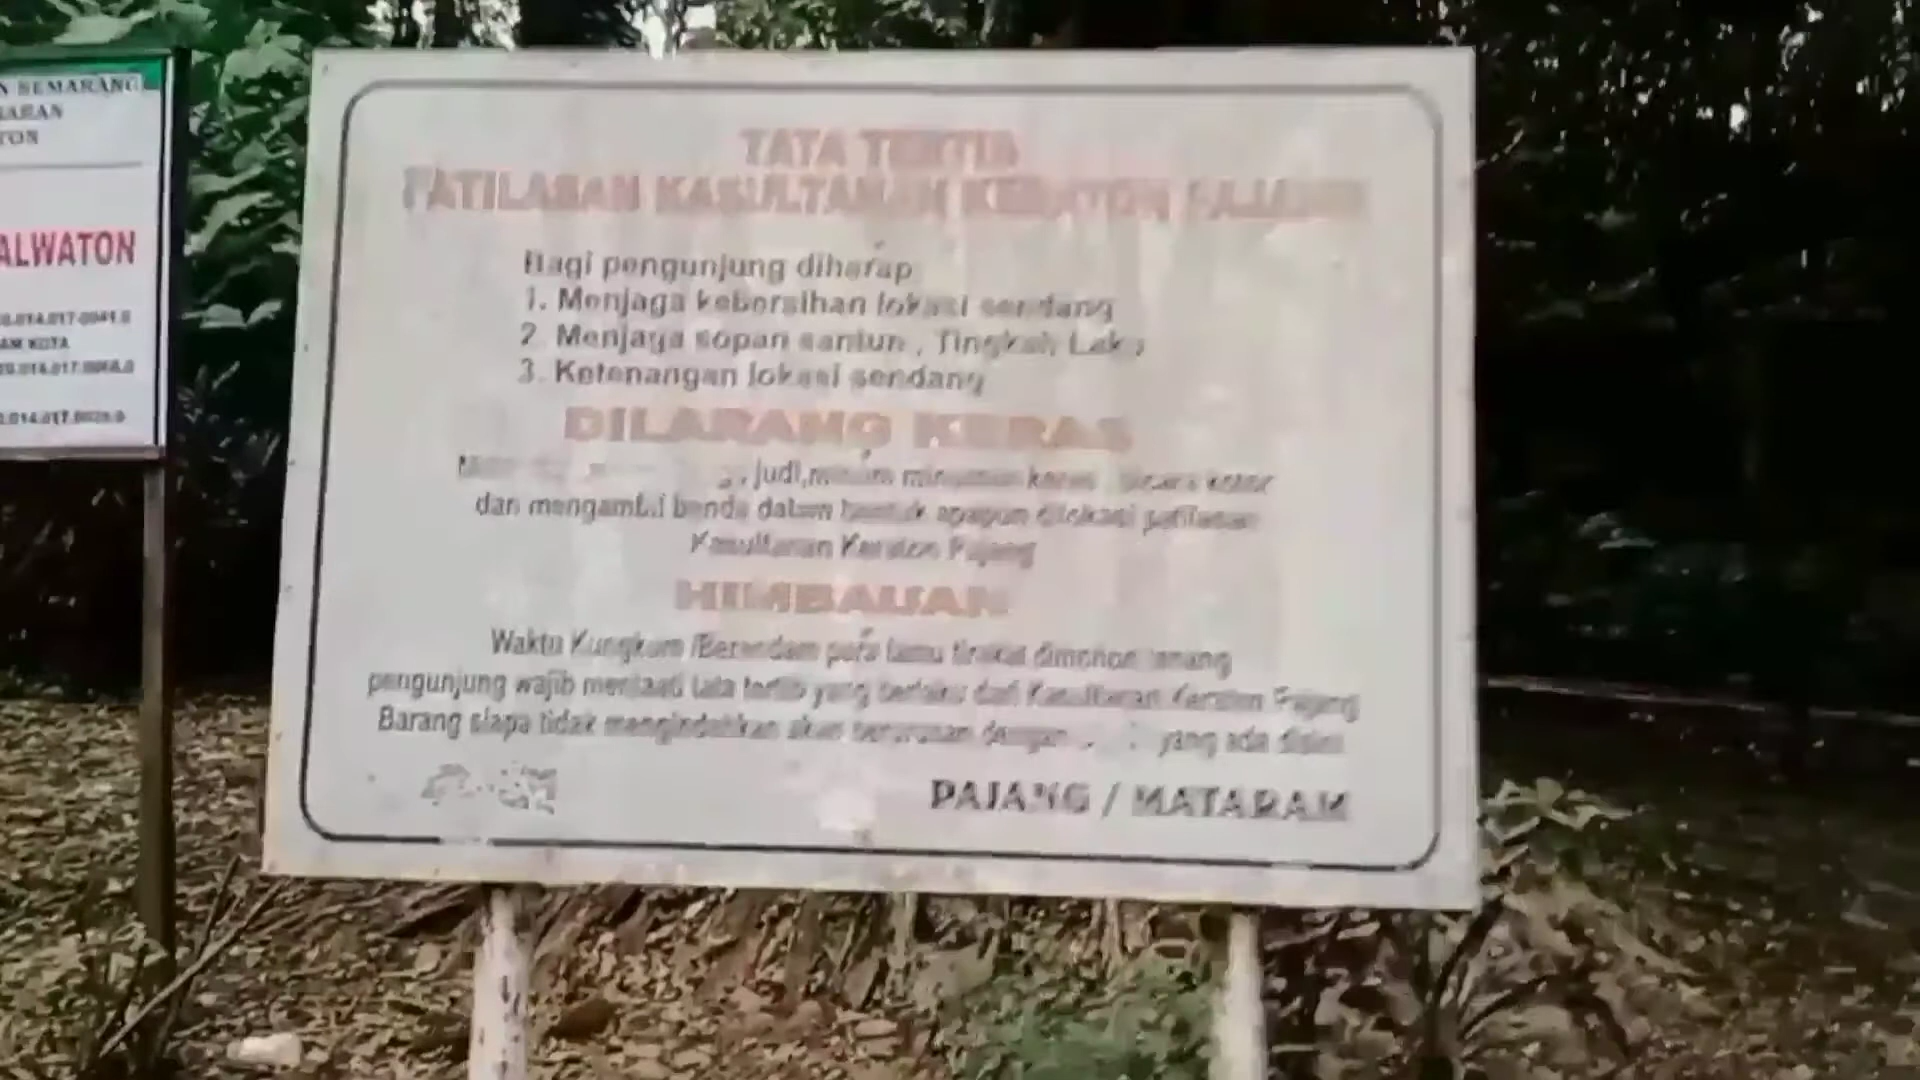 N SEMARANG
ALWATON
TATA TERTIB
PATILASAN KASULTANAN KERATON PAJANG
Bagi pengunjung diharap
1. Menjaga kebersihan lokasi sendang
2. Menjaga sopan santun , Tingkah Laku
3. Ketenangan lokasi sendang
DILARANG KERAS
judi,minum minuman keras
dan mengambil benda dalam bentuk apapun dilokasi patilasan
Kasultanan Keraton Pajang
HIMBAUAN
Waktu Kungkum /Berendam para tamu tirakat dimohon tenang
pengunjung wajib mentaati tata tertib yang berlaku dari Kasultanan Keraton Pajang
Barang siapa tidak mengindahkan akan berurusan dengan yang ada disini
PAJANG / MATARAM